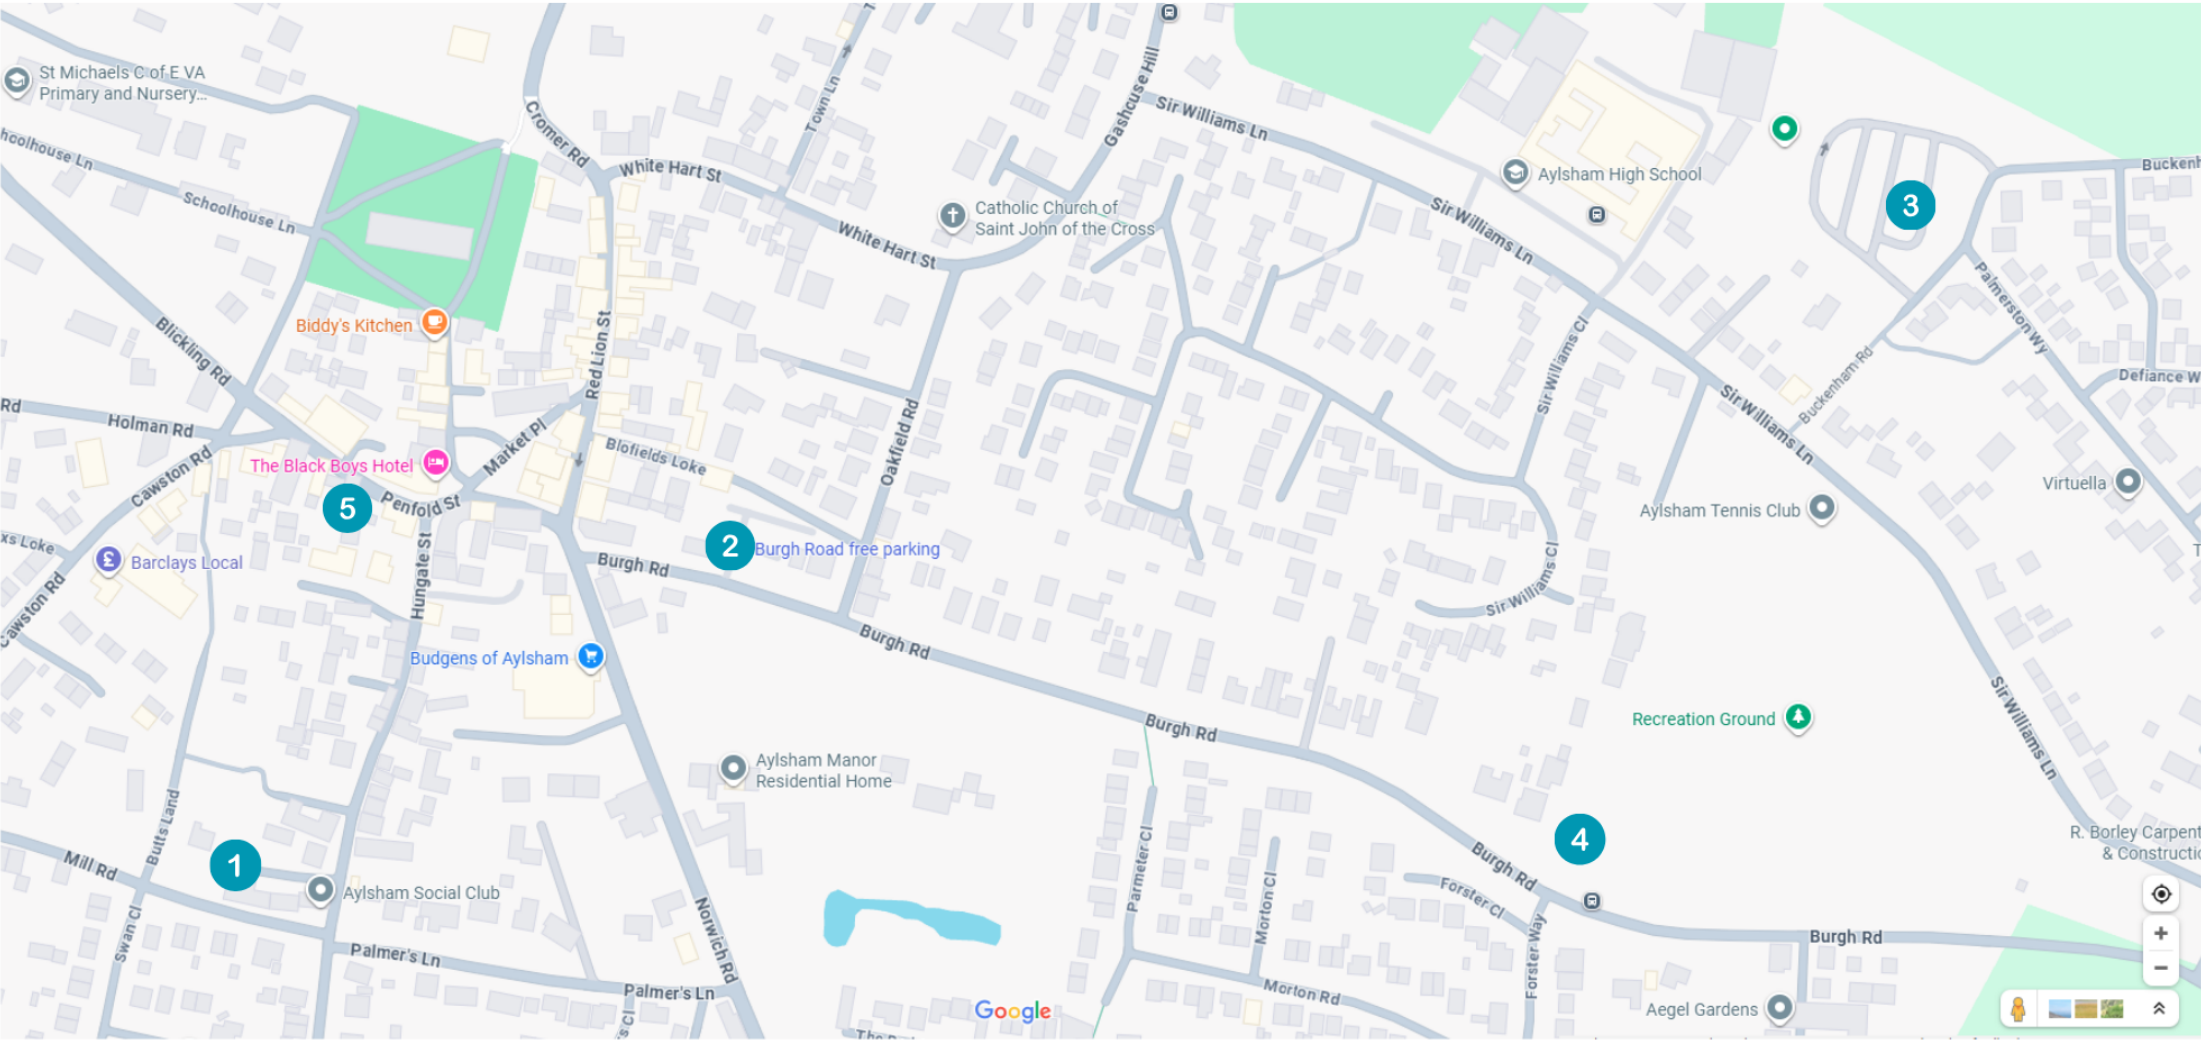 St Michaels C of E VA
Primary and Nursery...
hoolhouse Ln
Schoolhouse Ln
Cromer Rd
Town Ln
White Hart St
White Hart St
Gashouse Hill
Sir Williams Ln
Catholic Church of
Saint John of the Cross
Aylsham High School
Sir Williams Ln
3
Buckenh
Palmerston Wy
Biddy's Kitchen
Blickling Rd
Red Lion St
Sir Williams Cl
Buckenham Rd
Defiance W
Sir Williams Ln
Rd
Holman Rd
Cawston Rd
The Black Boys Hotel
Market Pl
Blofields Loke
Oakfield Rd
5
Penfold St
Virtuella
Aylsham Tennis Club
xs Loke
Barclays Local
Cawston Rd
Hungate St
Burgh Rd
2
Burgh Road free parking
Sir Williams Cl
Burgh Rd
Budgens of Aylsham
Burgh Rd
Recreation Ground
Sir Williams Ln
Aylsham Manor
Residential Home
Butts Land
Mill Rd
1
Aylsham Social Club
Parmeter Cl
Morton Cl
4
Burgh Rd
Forster Cl
Forster Way
R. Borley Carpent
& Constructi
Swan Cl
Palmer's Ln
Palmer's Ln
Norwich Rd
Burgh Rd
Morton Rd
Google
Aegel Gardens
s Cl